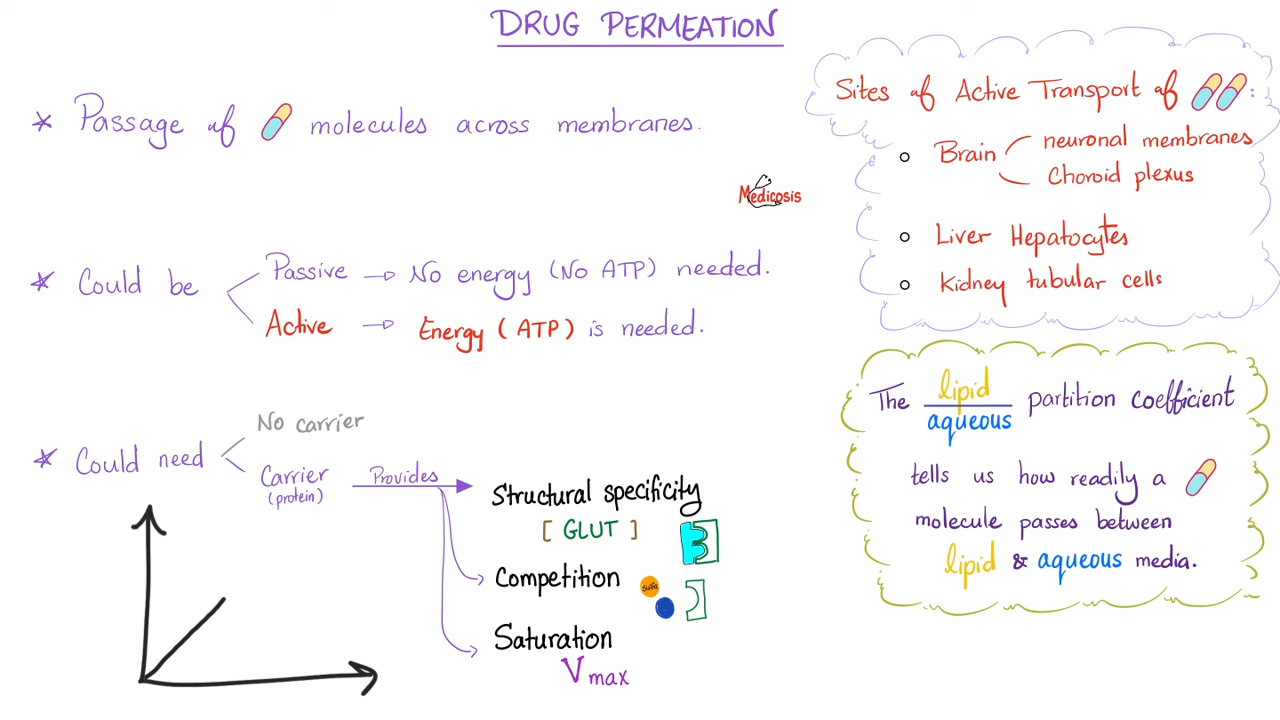 DRUG PERMEATION
* Passage of molecules across membranes.
Medicosis
* Could be
Passive → No energy (No ATP) needed.
Active → Energy (ATP) is needed.
* Could need
No carrier
Carrier
(protein)
Provides
Structural specificity
[ GLUT ]
Competition
Sulfa
Saturation
Vmax
Sites of Active Transport of :
Brain
neuronal membranes
Choroid plexus
Liver Hepatocytes
Kidney tubular cells
The lipid/aqueous partition coefficient
tells us how readily a
molecule passes between
lipid & aqueous media.